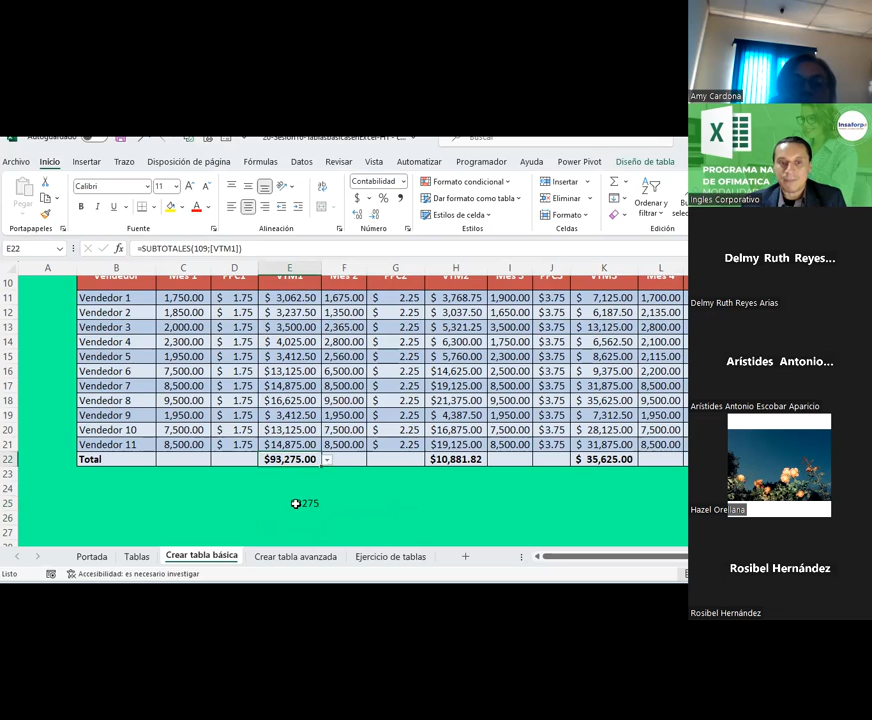 Buscar
Archivo Inicio Insertar Trazo Disposición de página Fórmulas Datos Revisar Vista Automatizar Programador Ayuda Power Pivot Diseño de tabla
Pegar
Calibri 11 A A
N K S
Contabilidad
$ % 
Formato condicional
Dar formato como tabla
Estilos de celda
Insertar
Eliminar
Formato
Ordenar y
filtrar
Portapapeles Fuente Alineación Número Estilos Celdas
E22 fx =SUBTOTALES(109;[VTM1])
A B C D E F G H I J K L
10
11 Vendedor 1 1,750.00 $ 1.75 $ 3,062.50 1,675.00 $ 2.25 $ 3,768.75 1,900.00 $3.75 $ 7,125.00 1,700.00
12 Vendedor 2 1,850.00 $ 1.75 $ 3,237.50 1,350.00 $ 2.25 $ 3,037.50 1,650.00 $3.75 $ 6,187.50 2,135.00
13 Vendedor 3 2,000.00 $ 1.75 $ 3,500.00 2,365.00 $ 2.25 $ 5,321.25 3,500.00 $3.75 $ 13,125.00 2,800.00
14 Vendedor 4 2,300.00 $ 1.75 $ 4,025.00 2,800.00 $ 2.25 $ 6,300.00 1,750.00 $3.75 $ 6,562.50 2,100.00
15 Vendedor 5 1,950.00 $ 1.75 $ 3,412.50 2,560.00 $ 2.25 $ 5,760.00 2,300.00 $3.75 $ 8,625.00 2,115.00
16 Vendedor 6 7,500.00 $ 1.75 $13,125.00 6,500.00 $ 2.25 $14,625.00 2,500.00 $3.75 $ 9,375.00 2,200.00
17 Vendedor 7 8,500.00 $ 1.75 $14,875.00 8,500.00 $ 2.25 $19,125.00 8,500.00 $3.75 $ 31,875.00 8,500.00
18 Vendedor 8 9,500.00 $ 1.75 $16,625.00 9,500.00 $ 2.25 $21,375.00 9,500.00 $3.75 $ 35,625.00 9,500.00
19 Vendedor 9 1,950.00 $ 1.75 $ 3,412.50 1,950.00 $ 2.25 $ 4,387.50 1,950.00 $3.75 $ 7,312.50 1,950.00
20 Vendedor 10 7,500.00 $ 1.75 $13,125.00 7,500.00 $ 2.25 $16,875.00 7,500.00 $3.75 $ 28,125.00 7,500.00
21 Vendedor 11 8,500.00 $ 1.75 $14,875.00 8,500.00 $ 2.25 $19,125.00 8,500.00 $3.75 $ 31,875.00 8,500.00
22 Total $93,275.00 $10,881.82 $ 35,625.00
23
24
25 275
26
27
Portada Tablas Crear tabla básica Crear tabla avanzada Ejercicio de tablas
Listo Accesibilidad: es necesario investigar
Amy Cardona
Insaforp
PROGRAMA NA
DE OFIMÁTICA
Ingles Corporativo
Delmy Ruth Reyes...
Delmy Ruth Reyes Arias
Arístides Antonio...
Arístides Antonio Escobar Aparicio
Hazel Orellana
Rosibel Hernández
Rosibel Hernández